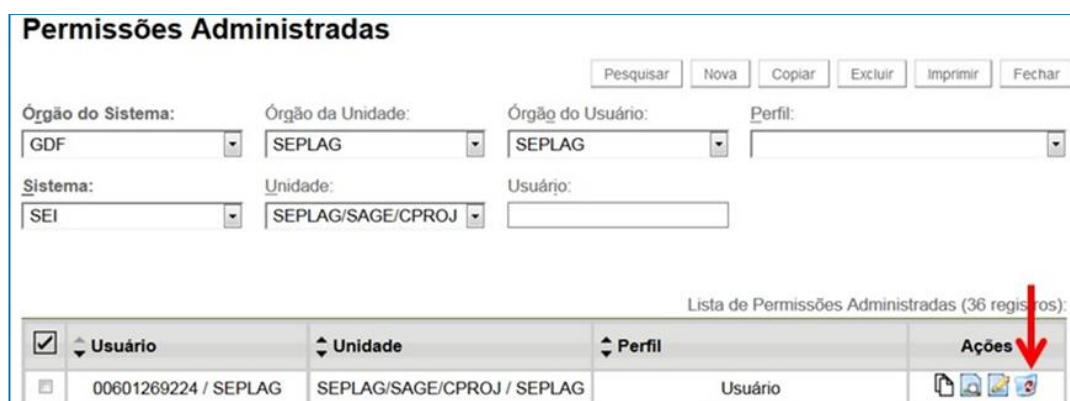 Permissões Administradas
Pesquisar Nova Copiar Excluir Imprimir Fechar
Órgão do Sistema: Órgão da Unidade: Órgão do Usuário: Perfil:
GDF SEPLAG SEPLAG
Sistema: Unidade: Usuário:
SEI SEPLAG/SAGE/CPROJ
Lista de Permissões Administradas (36 registros):
Usuário Unidade Perfil Ações
00601269224 / SEPLAG SEPLAG/SAGE/CPROJ / SEPLAG Usuário